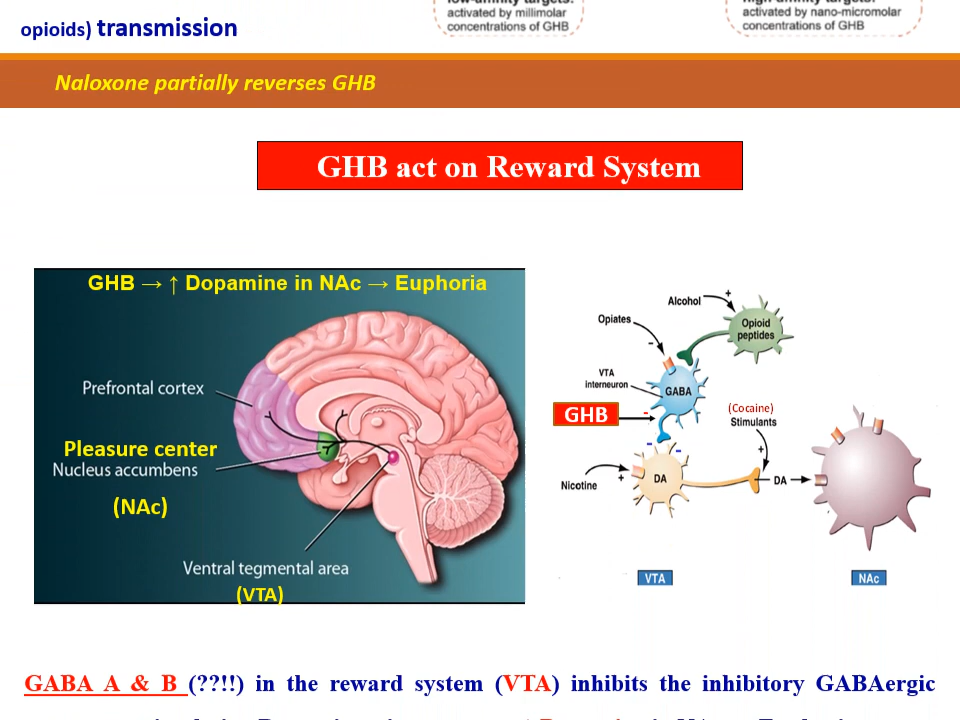 low-affinity targets:
activated by millimolar
concentrations of GHB
high-affinity targets:
activated by nano-micromolar
concentrations of GHB
opioids) transmission
Naloxone partially reverses GHB
GHB act on Reward System
GHB → ↑ Dopamine in NAc → Euphoria
Prefrontal cortex
Pleasure center
Nucleus accumbens
(NAc)
Ventral tegmental area
(VTA)
Alcohol
+
Opioid
peptides
Opiates
-
VTA
interneuron
GABA
GHB
-
(Cocaine)
Stimulants
+
-
-
Nicotine
+
DA
DA
VTA
NAc
GABA A & B (??!!) in the reward system (VTA) inhibits the inhibitory GABAergic